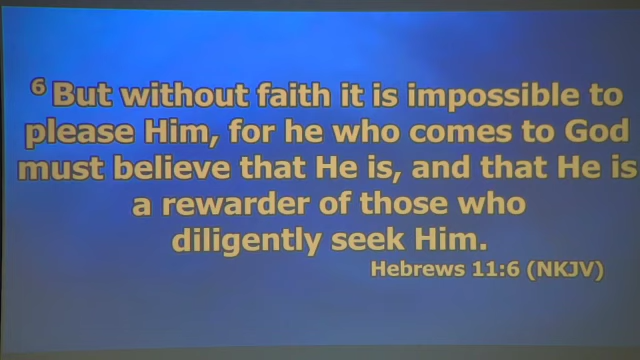 6 But without faith it is impossible to
please Him, for he who comes to God
must believe that He is, and that He is
a rewarder of those who
diligently seek Him.
Hebrews 11:6 (NKJV)